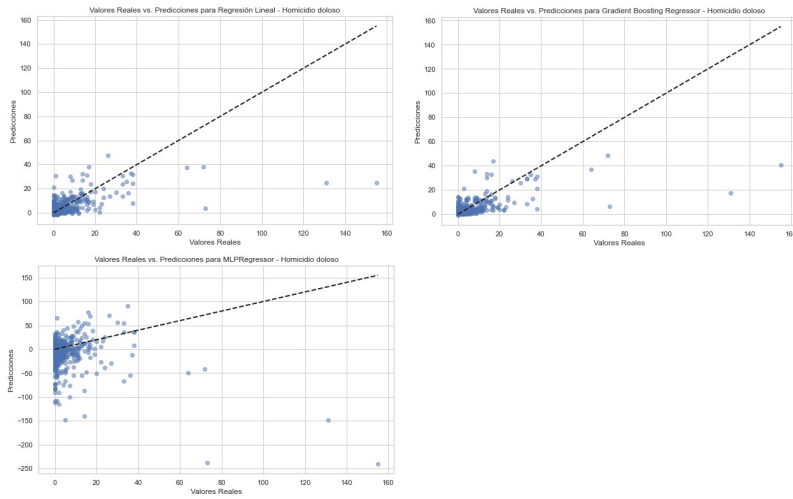 Valores Reales vs. Predicciones para Regresión Lineal - Homicidio doloso
160
140
120
100
80
60
40
20
0
Predicciones
0 20 40 60 80 100 120 140 160
Valores Reales
Valores Reales vs. Predicciones para Gradient Boosting Regressor - Homicidio doloso
160
140
120
100
80
60
40
20
0
Predicciones
0 20 40 60 80 100 120 140 160
Valores Reales
Valores Reales vs. Predicciones para MLPRegressor - Homicidio doloso
150
100
50
0
−50
−100
−150
−200
−250
Predicciones
0 20 40 60 80 100 120 140 160
Valores Reales